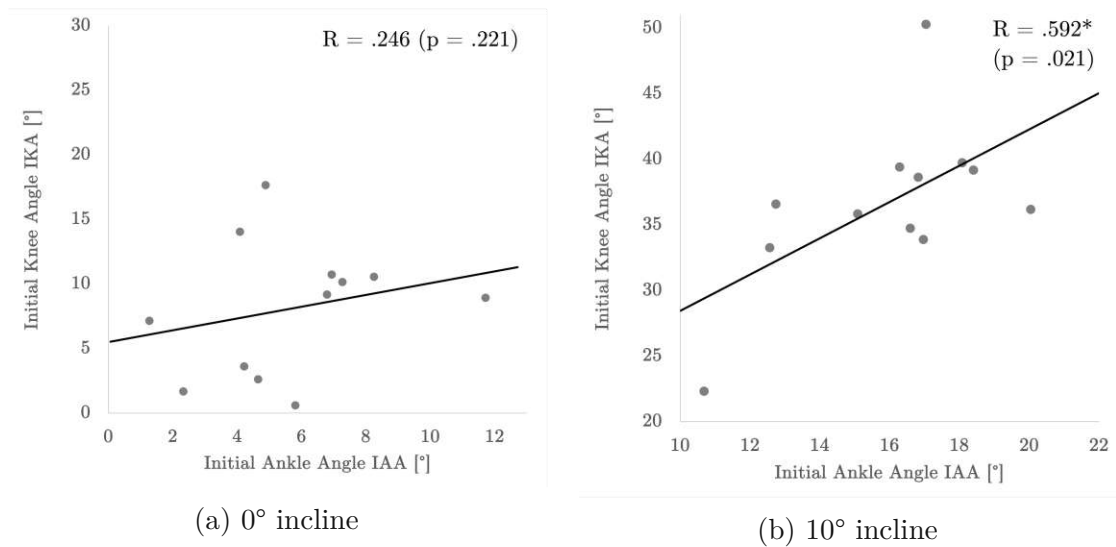 30
25
20
15
10
5
0
0 2 4 6 8 10 12
Initial Knee Angle IKA [°]
Initial Ankle Angle IAA [°]
R = .246 (p = .221)
(a) 0° incline
50
45
40
35
30
25
20
10 12 14 16 18 20 22
Initial Knee Angle IKA [°]
Initial Ankle Angle IAA [°]
R = .592*
(p = .021)
(b) 10° incline